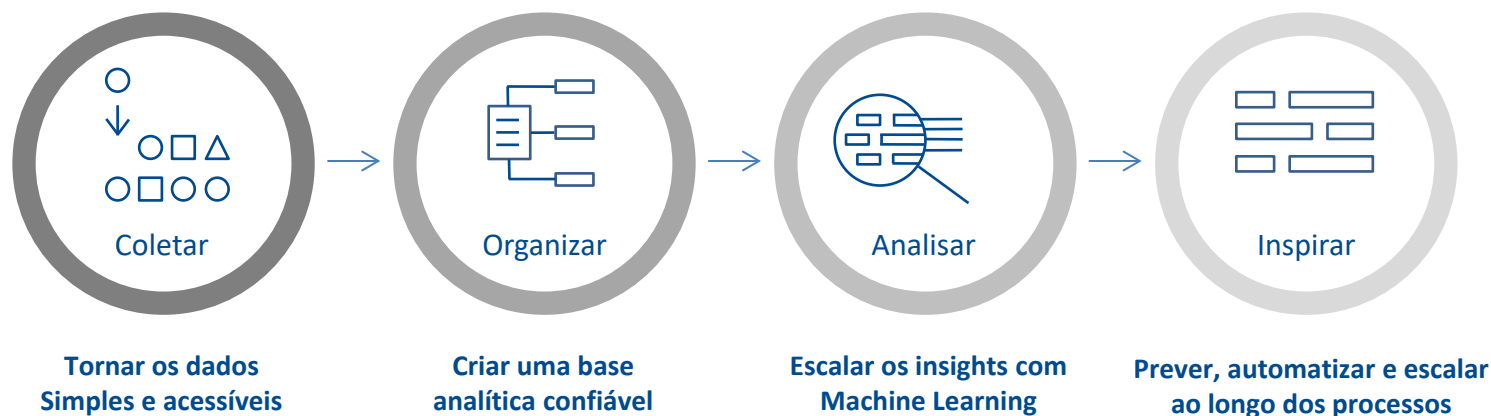 Coletar
Organizar
Analisar
Inspirar
Tornar os dados
Simples e acessíveis
Criar uma base
analítica confiável
Escalar os insights com
Machine Learning
Prever, automatizar e escalar
ao longo dos processos